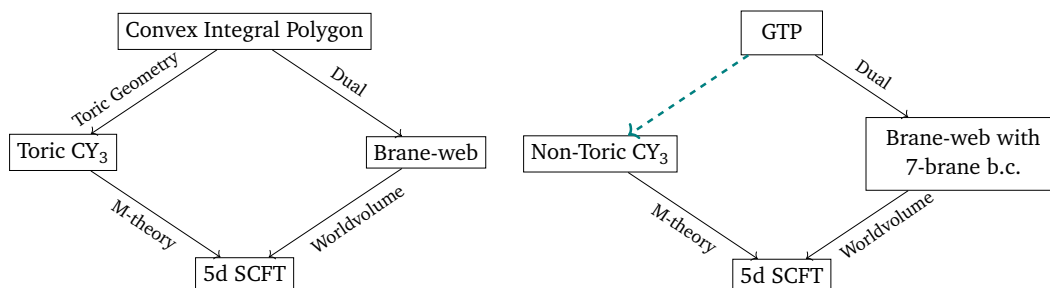 Convex Integral Polygon
Toric Geometry
Dual
Toric CY₃
Brane-web
M-theory
Worldvolume
5d SCFT
GTP
Dual
Non-Toric CY₃
Brane-web with
7-brane b.c.
M-theory
Worldvolume
5d SCFT